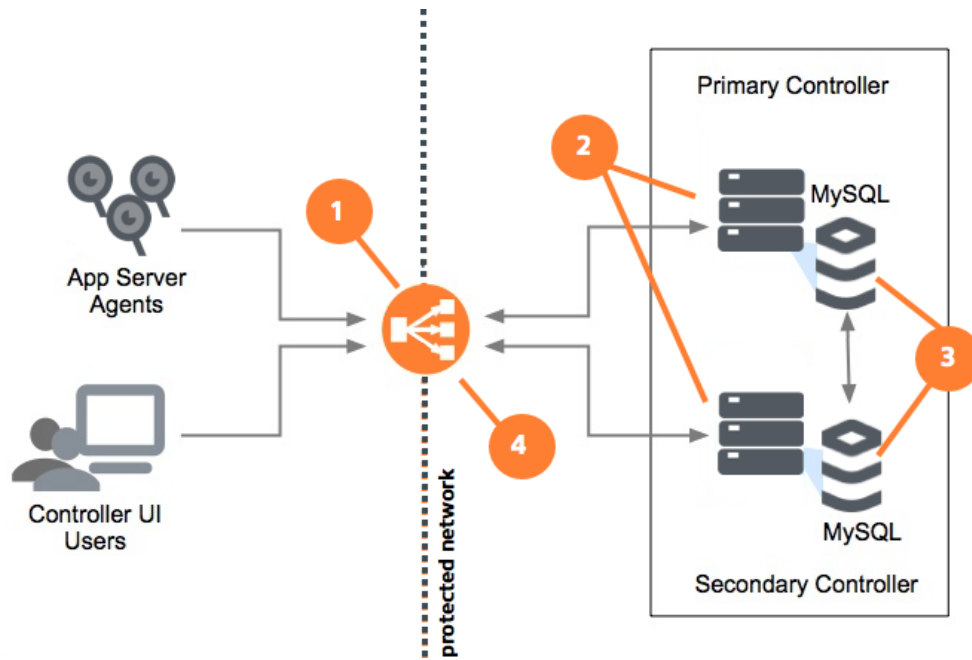 Primary Controller
2
MySQL
1
App Server
Agents
3
4
Controller UI
Users
protected network
MySQL
Secondary Controller